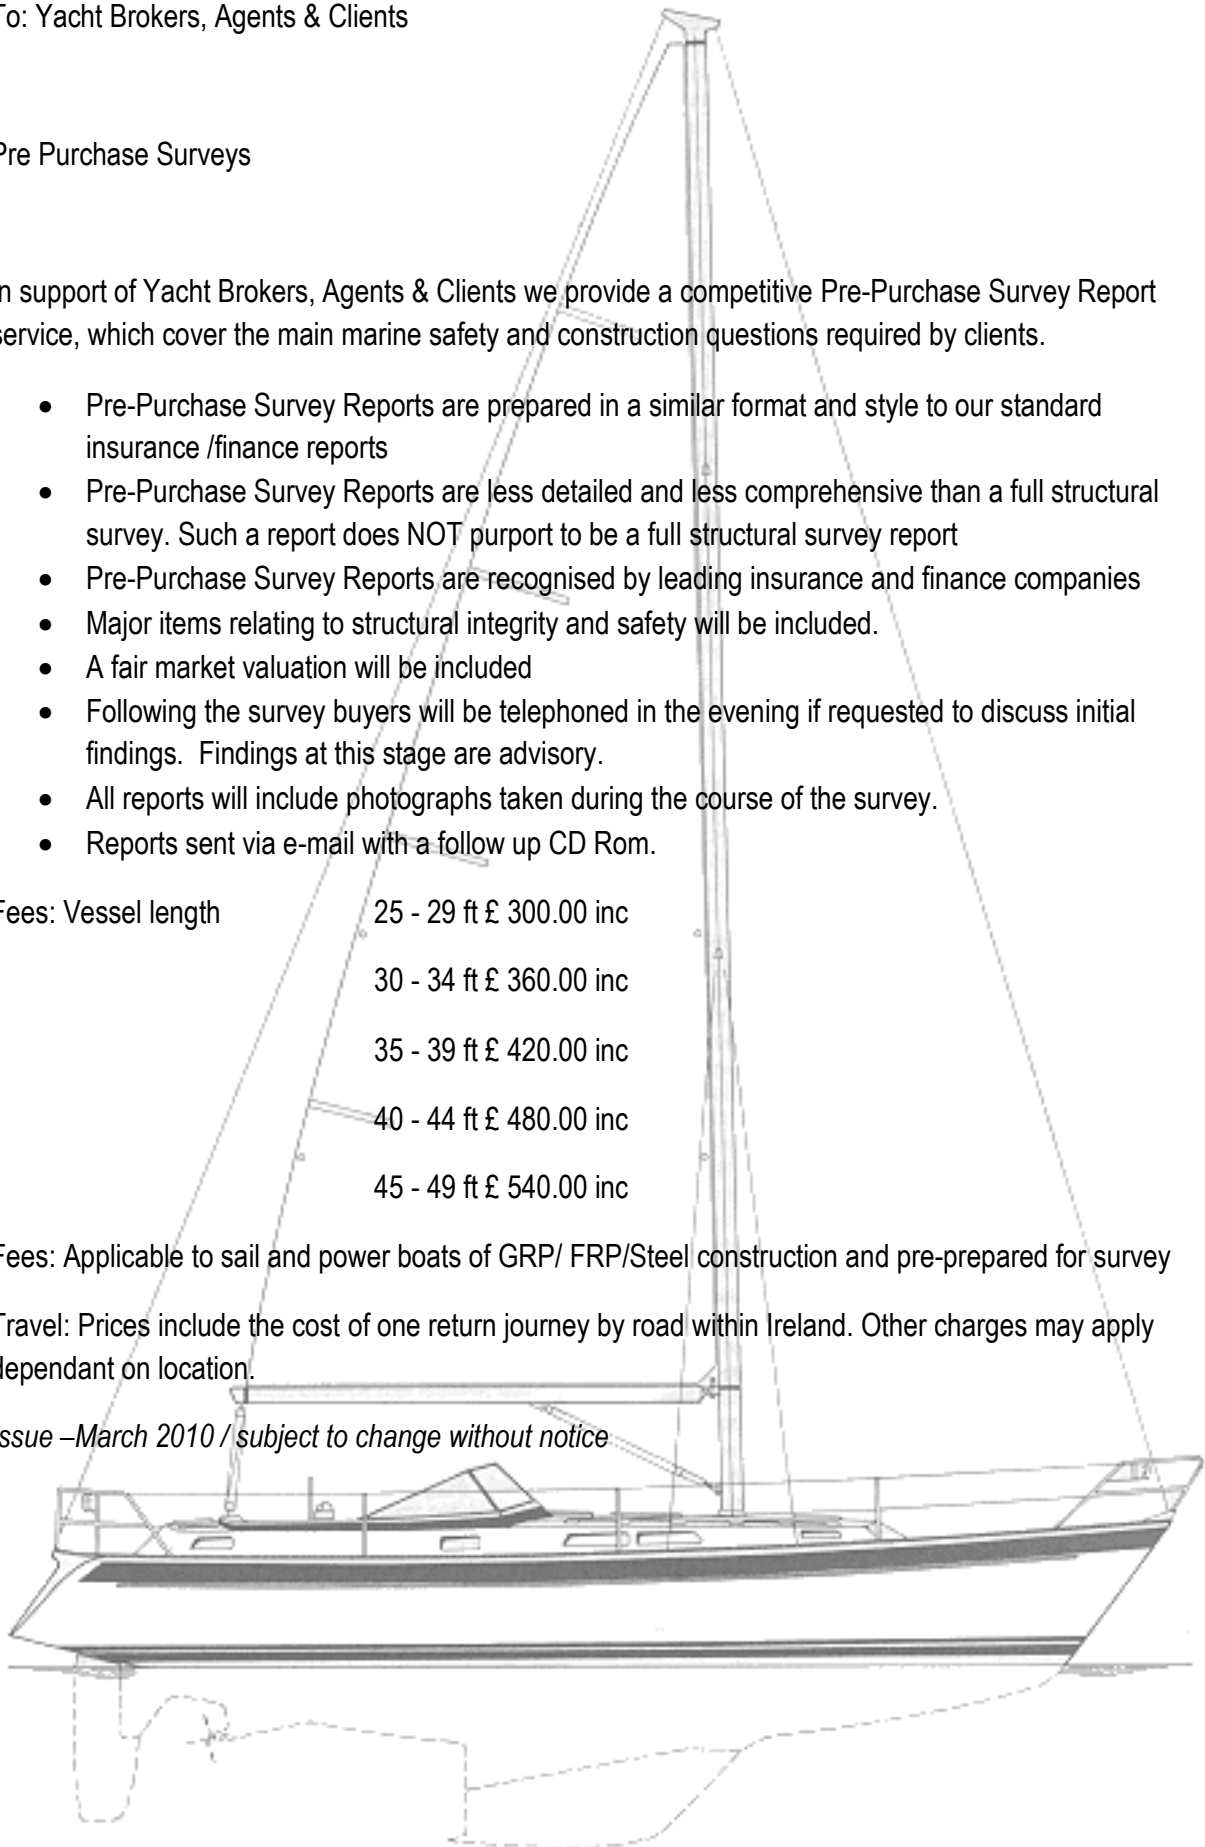 To: Yacht Brokers, Agents & Clients
Pre Purchase Surveys
In support of Yacht Brokers, Agents & Clients we provide a competitive Pre-Purchase Survey Report
service, which cover the main marine safety and construction questions required by clients.
• Pre-Purchase Survey Reports are prepared in a similar format and style to our standard
insurance /finance reports
• Pre-Purchase Survey Reports are less detailed and less comprehensive than a full structural
survey. Such a report does NOT purport to be a full structural survey report
• Pre-Purchase Survey Reports are recognised by leading insurance and finance companies
• Major items relating to structural integrity and safety will be included.
• A fair market valuation will be included
• Following the survey buyers will be telephoned in the evening if requested to discuss initial
findings.  Findings at this stage are advisory.
• All reports will include photographs taken during the course of the survey.
• Reports sent via e-mail with a follow up CD Rom.
Fees: Vessel length 25 - 29 ft £ 300.00 inc
30 - 34 ft £ 360.00 inc
35 - 39 ft £ 420.00 inc
40 - 44 ft £ 480.00 inc
45 - 49 ft £ 540.00 inc
Fees: Applicable to sail and power boats of GRP/ FRP/Steel construction and pre-prepared for survey
Travel: Prices include the cost of one return journey by road within Ireland. Other charges may apply
dependant on location.
Issue –March 2010 / subject to change without notice